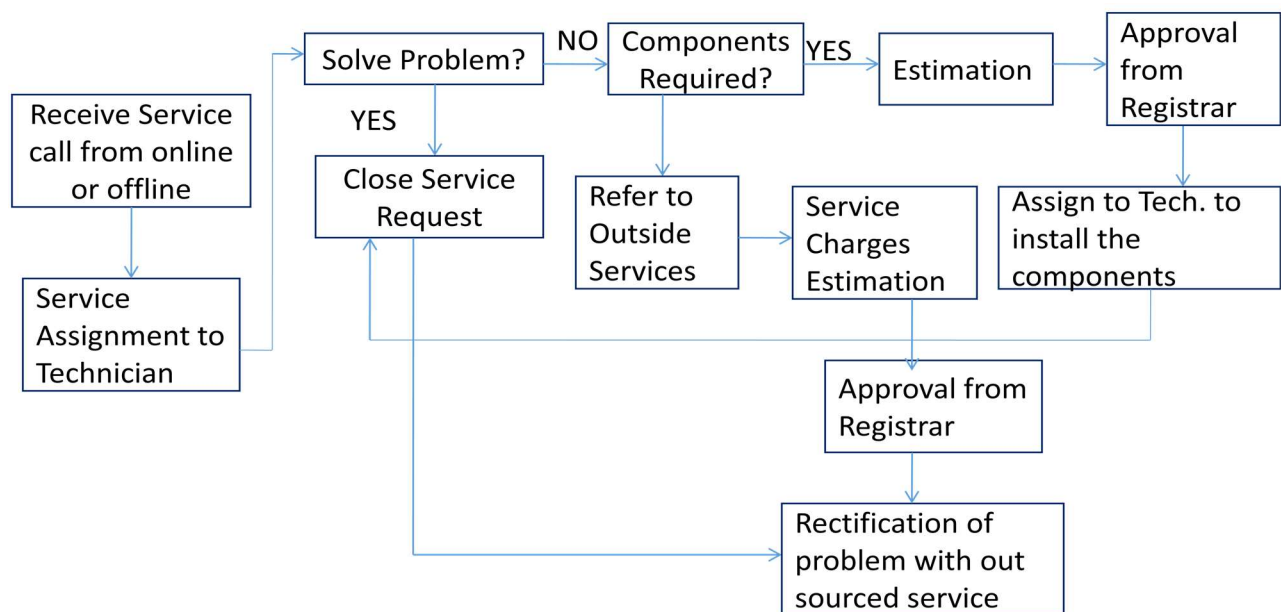 Receive Service
call from online
or offline
Service
Assignment to
Technician
Solve Problem?
NO
YES
Close Service
Request
Components
Required?
YES
Estimation
Approval
from
Registrar
Refer to
Outside
Services
Service
Charges
Estimation
Assign to Tech. to
install the
components
Approval from
Registrar
Rectification of
problem with out
sourced service